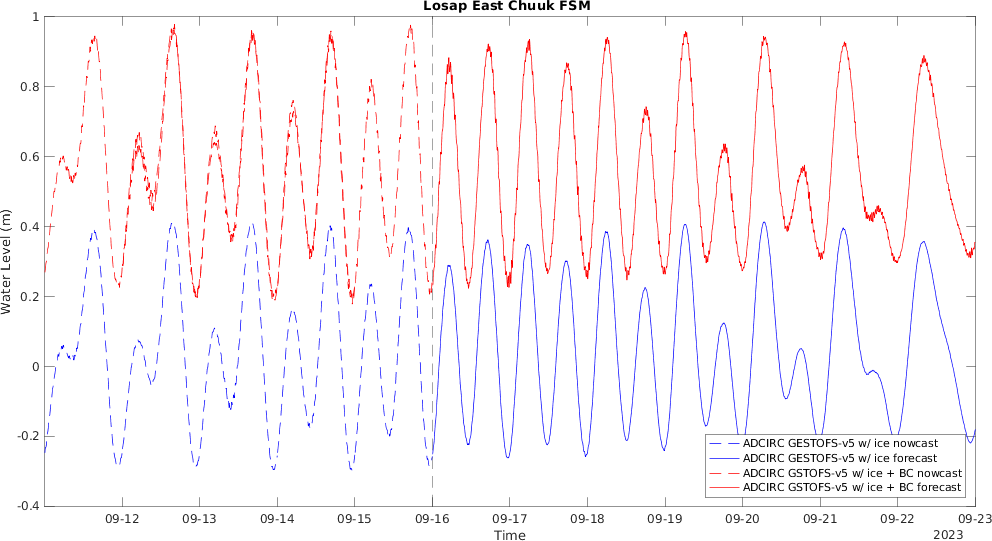 Losap East Chuuk FSM
1
0.8
0.6
0.4
0.2
0
-0.2
-0.4
Water Level (m)
09-12 09-13 09-14 09-15 09-16 09-17 09-18 09-19 09-20 09-21 09-22 09-23
Time
2023
ADCIRC GESTOFS-v5 w/ ice nowcast
ADCIRC GESTOFS-v5 w/ ice forecast
ADCIRC GSTOFS-v5 w/ ice + BC nowcast
ADCIRC GSTOFS-v5 w/ ice + BC forecast